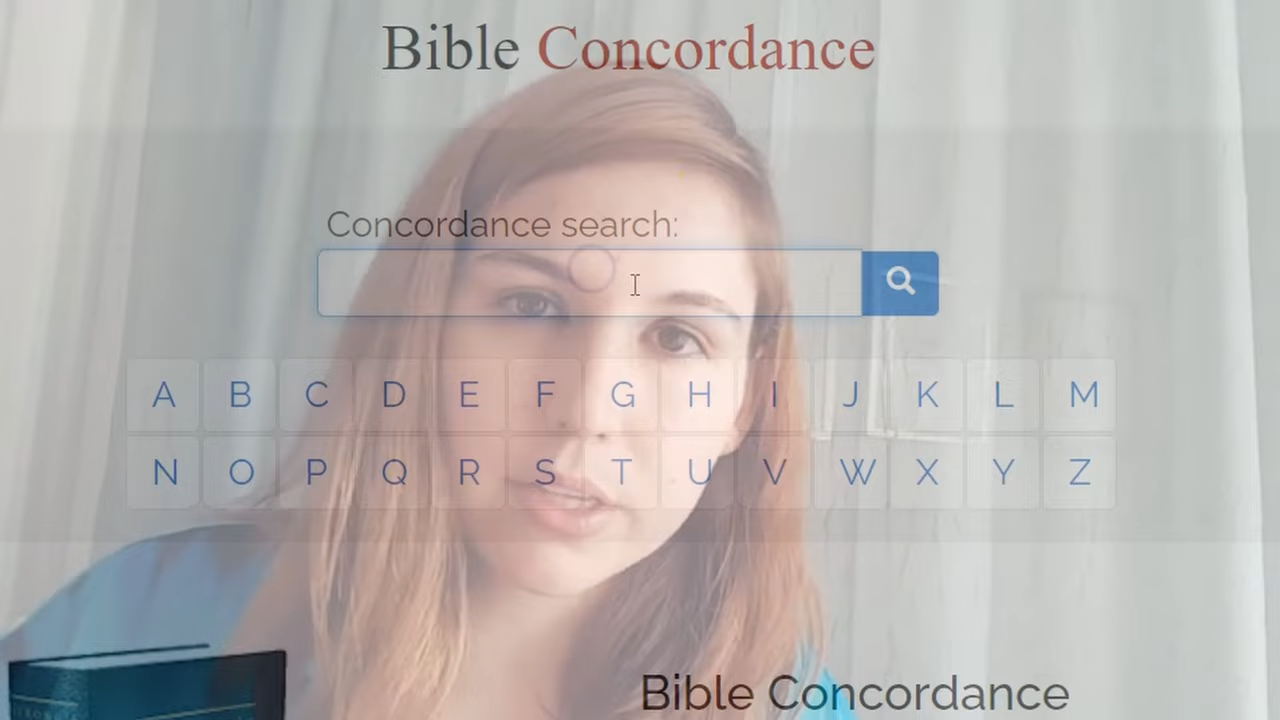 Bible Concordance
Concordance search:
A B C D E F G H I J K L M
N O P Q R S T U V W X Y Z
Bible Concordance